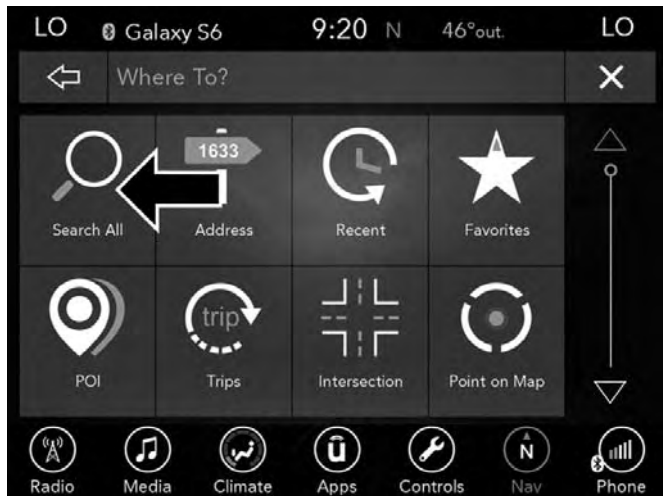 LO Galaxy S6 9:20 N 46°out. LO
Where To?
1633
Search All Address Recent Favorites
trip
POI Trips Intersection Point on Map
ü N
Radio Media Climate Apps Controls Nav Phone